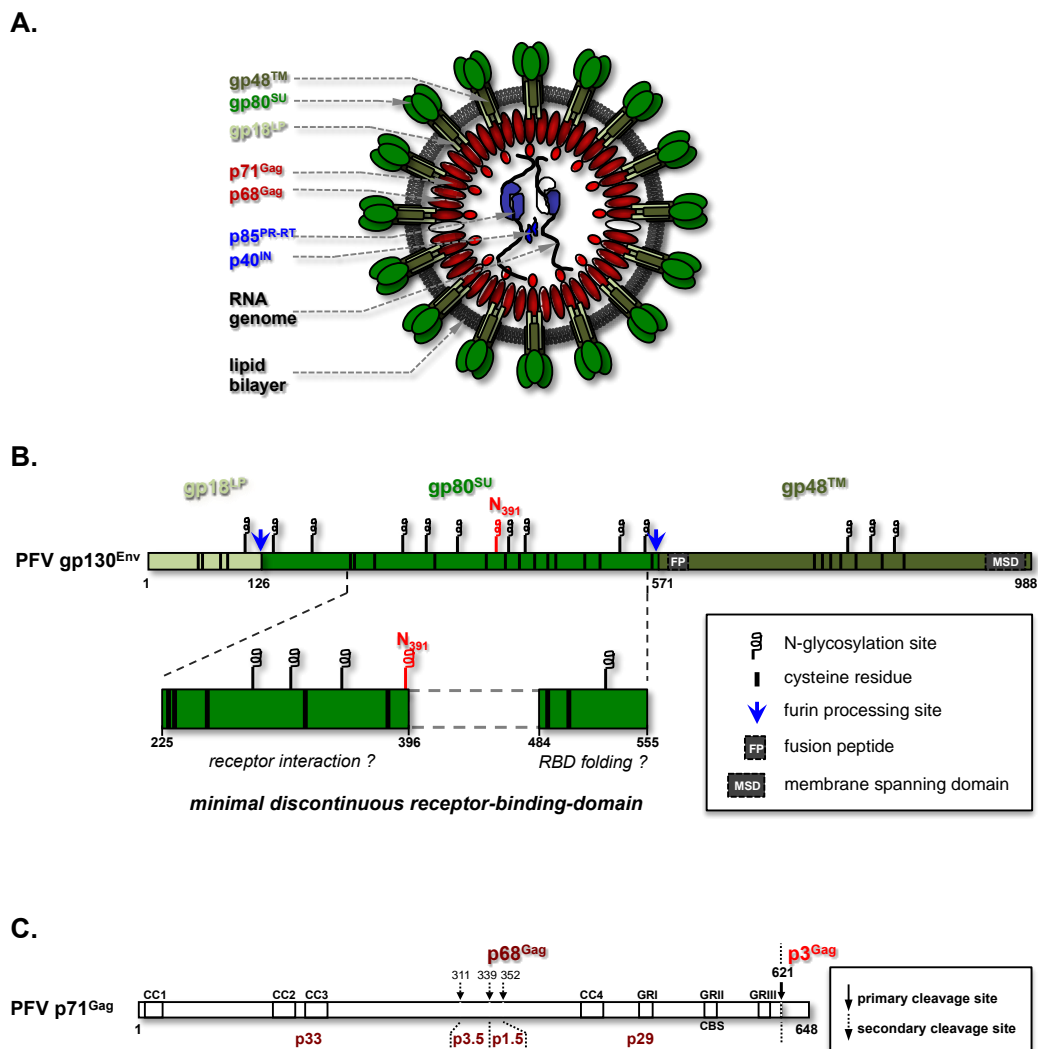 A.
gp48TM
gp80SU
gp18LP
p71Gag
p68Gag
p85PR-RT
p40IN
RNA
genome
lipid
bilayer
B.
gp18LP gp80SU gp48TM
N391
PFV gp130Env
FP MSD
1 126 571 988
N391
225 396 484 555
receptor interaction ? RBD folding ?
minimal discontinuous receptor-binding-domain
N-glycosylation site
cysteine residue
furin processing site
FP fusion peptide
MSD membrane spanning domain
C.
p68Gag p3Gag
311 339 352 621
CC1 CC2 CC3 CC4 GRI GRII GRIII
PFV p71Gag
1 CBS 648
p33 p3.5 p1.5 p29
primary cleavage site
secondary cleavage site